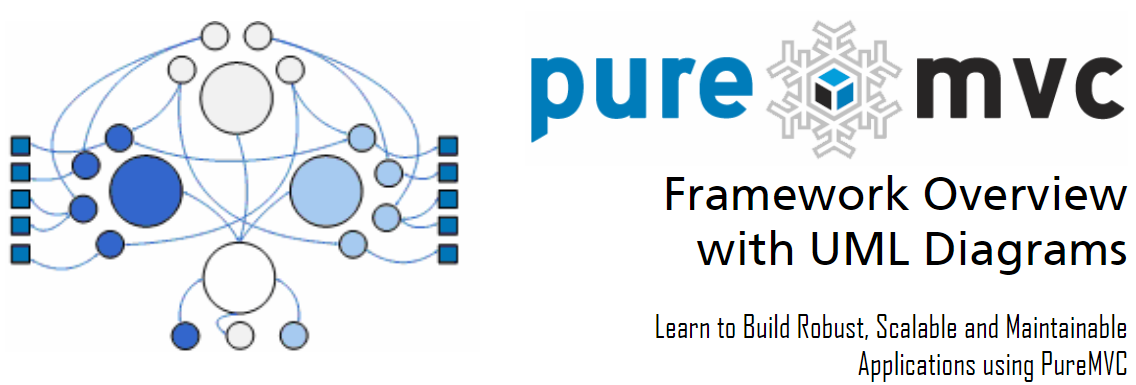 pure mvc
Framework Overview
with UML Diagrams
Learn to Build Robust, Scalable and Maintainable
Applications using PureMVC